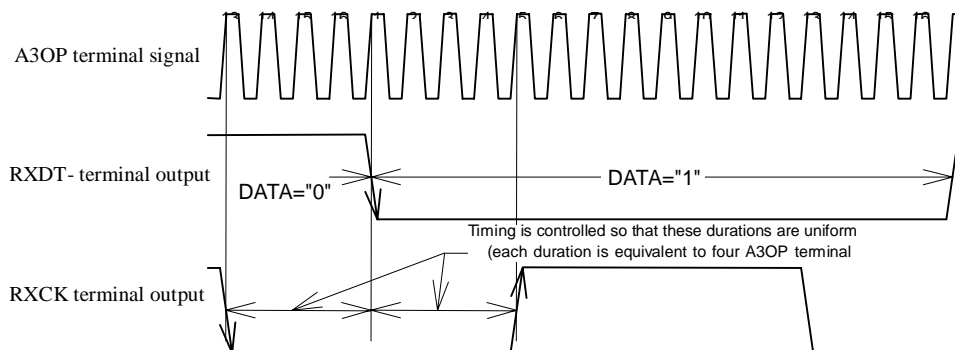 A3OP terminal signal
RXDT- terminal output
DATA="0"
DATA="1"
Timing is controlled so that these durations are uniform
(each duration is equivalent to four A3OP terminal
RXCK terminal output